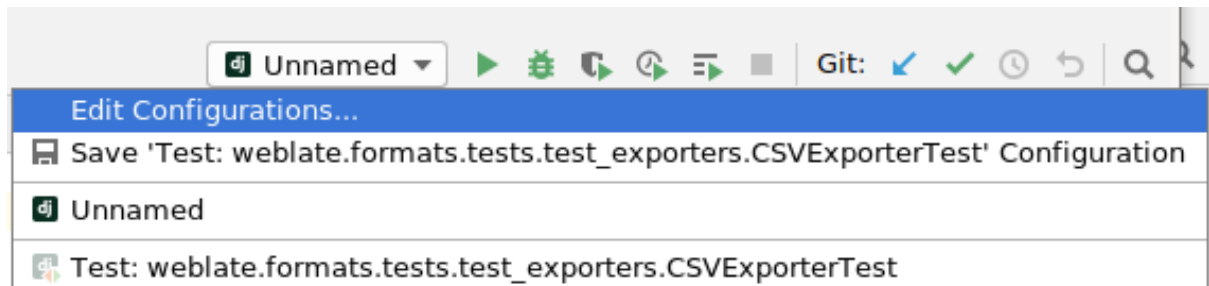 dj Unnamed Git:
Edit Configurations...
Save 'Test: weblate.formats.tests.test_exporters.CSVExporterTest' Configuration
dj Unnamed
dj Test: weblate.formats.tests.test_exporters.CSVExporterTest